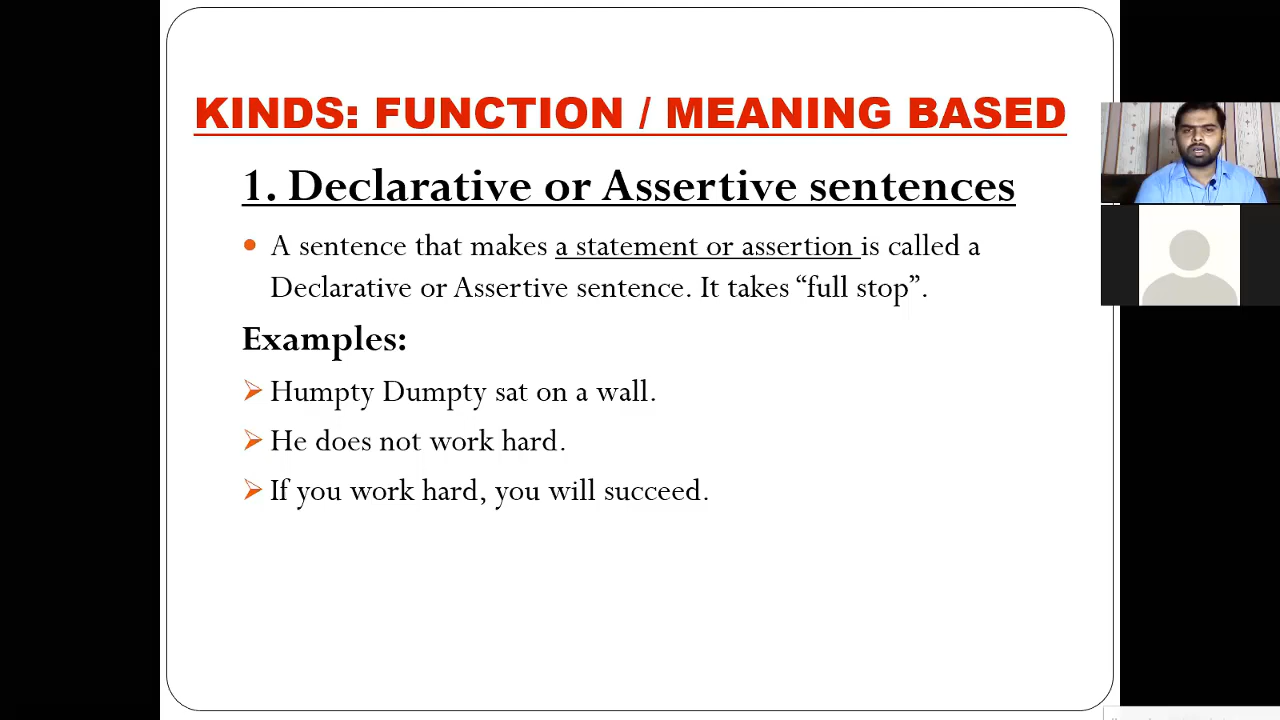 KINDS: FUNCTION / MEANING BASED
1. Declarative or Assertive sentences
• A sentence that makes a statement or assertion is called a
Declarative or Assertive sentence. It takes “full stop”.
Examples:
➢ Humpty Dumpty sat on a wall.
➢ He does not work hard.
➢ If you work hard, you will succeed.